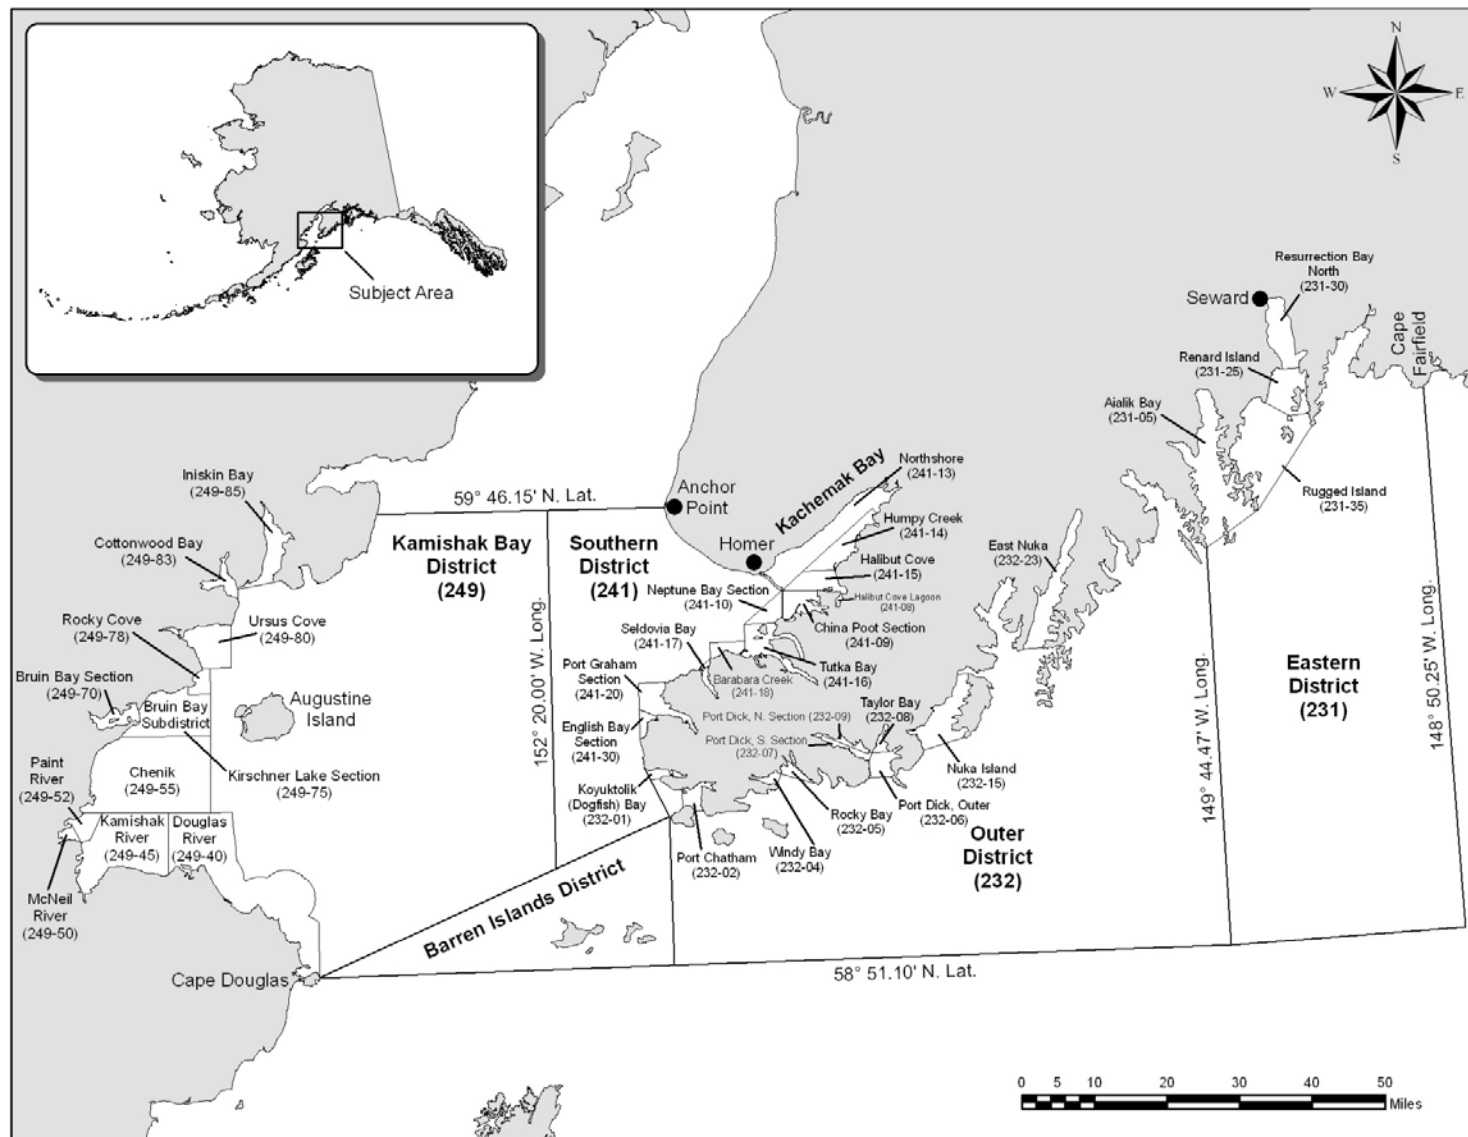 N
W
E
S
Subject Area
Resurrection Bay
North
(231-30)
Seward
Cape
Fairfield
Renard Island
(231-25)
Aialik Bay
(231-05)
Rugged Island
(231-35)
Northshore
(241-13)
Kachemak Bay
Iniskin Bay
(249-85)
59° 46.15' N. Lat.
Anchor
Point
Humpy Creek
(241-14)
Cottonwood Bay
(249-83)
Kamishak Bay
District
(249)
Southern
District
(241)
Homer
East Nuka
(232-23)
Halibut Cove
(241-15)
Neptune Bay Section
(241-10)
Halibut Cove Lagoon
(241-08)
Rocky Cove
(249-78)
Ursus Cove
(249-80)
152° 20.00' W. Long.
Seldovia Bay
(241-17)
China Poot Section
(241-09)
Port Graham
Section
(241-20)
Tutka Bay
(241-16)
Barabara Creek
(241-18)
Eastern
District
(231)
149° 44.47' W. Long.
148° 50.25' W. Long.
Bruin Bay Section
(249-70)
Bruin Bay
Subdistrict
Augustine
Island
Taylor Bay
(232-08)
Port Dick, N. Section (232-09)
English Bay
Section
(241-30)
Port Dick, S. Section
(232-07)
Paint
River
(249-52)
Chenik
(249-55)
Kirschner Lake Section
(249-75)
Nuka Island
(232-15)
Koyuktolik
(Dogfish) Bay
(232-01)
Rocky Bay
(232-05)
Port Dick, Outer
(232-06)
Kamishak
River
(249-45)
Douglas
River
(249-40)
Outer
District
(232)
Port Chatham
(232-02)
Windy Bay
(232-04)
McNeil
River
(249-50)
Barren Islands District
Cape Douglas
58° 51.10' N. Lat.
0 5 10 20 30 40 50
Miles